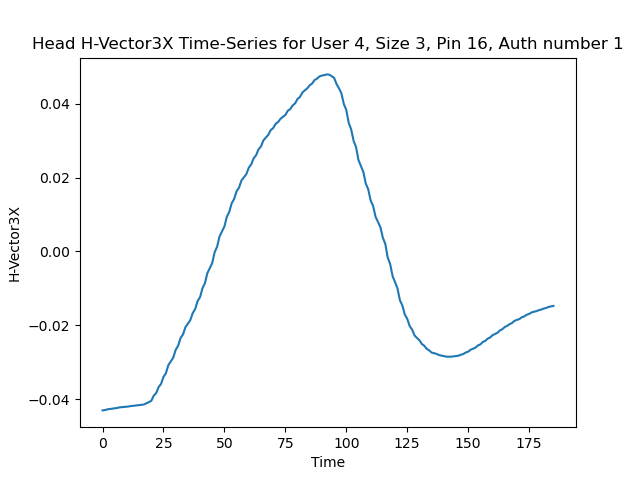 Head H-Vector3X Time-Series for User 4, Size 3, Pin 16, Auth number 1
H-Vector3X
0.04
0.02
0.00
−0.02
−0.04
0 25 50 75 100 125 150 175
Time